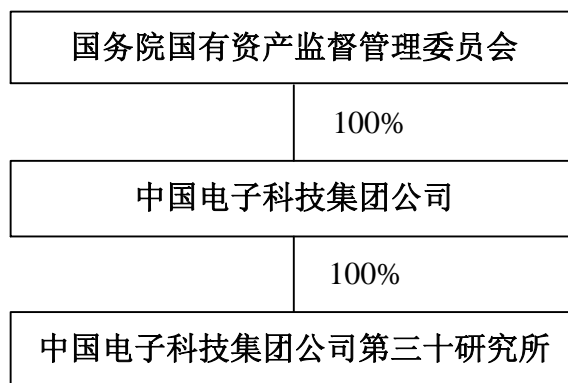 国务院国有资产监督管理委员会
100%
中国电子科技集团公司
100%
中国电子科技集团公司第三十研究所